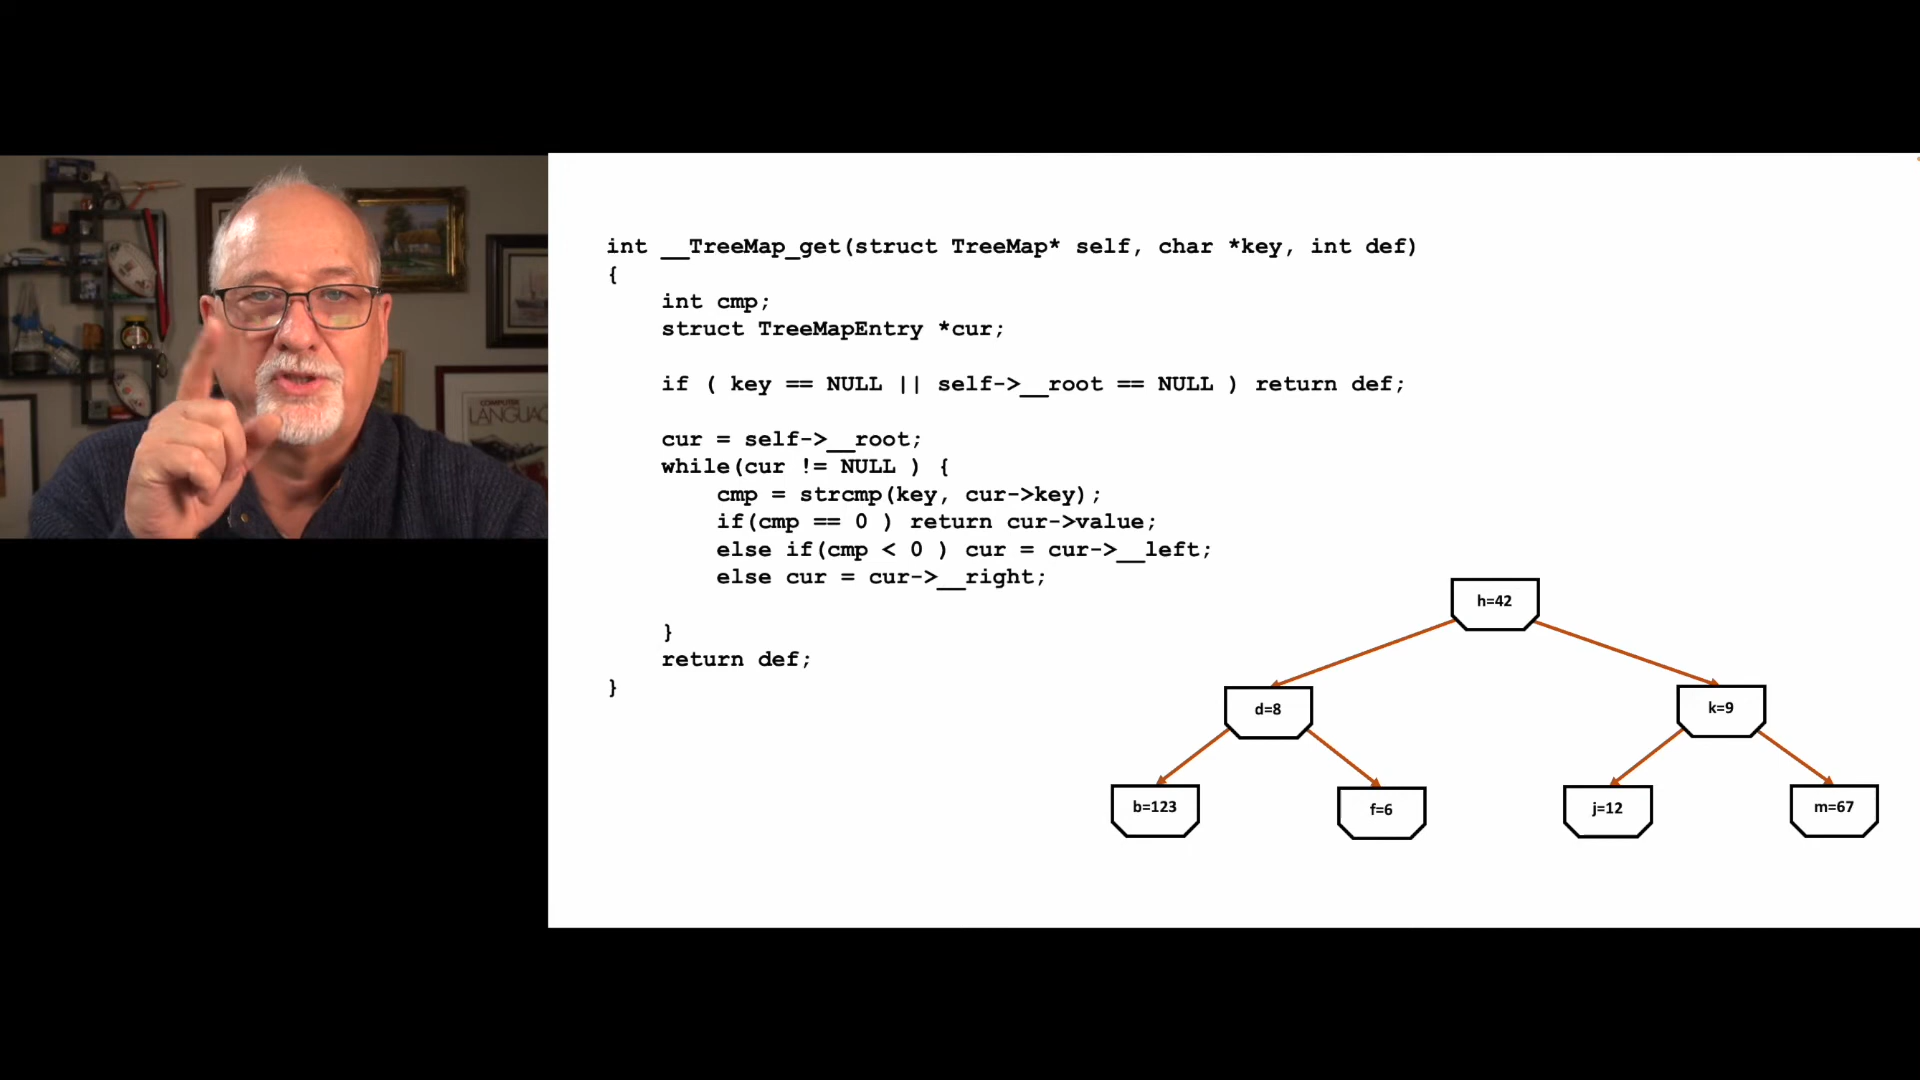 COMPUTER
LANGUAG
int __TreeMap_get(struct TreeMap* self, char *key, int def)
{
    int cmp;
    struct TreeMapEntry *cur;
    if ( key == NULL || self->__root == NULL ) return def;
    cur = self->__root;
    while(cur != NULL ) {
        cmp = strcmp(key, cur->key);
        if(cmp == 0 ) return cur->value;
        else if(cmp < 0 ) cur = cur->__left;
        else cur = cur->__right;
    }
    return def;
}
h=42
d=8
k=9
b=123
f=6
j=12
m=67